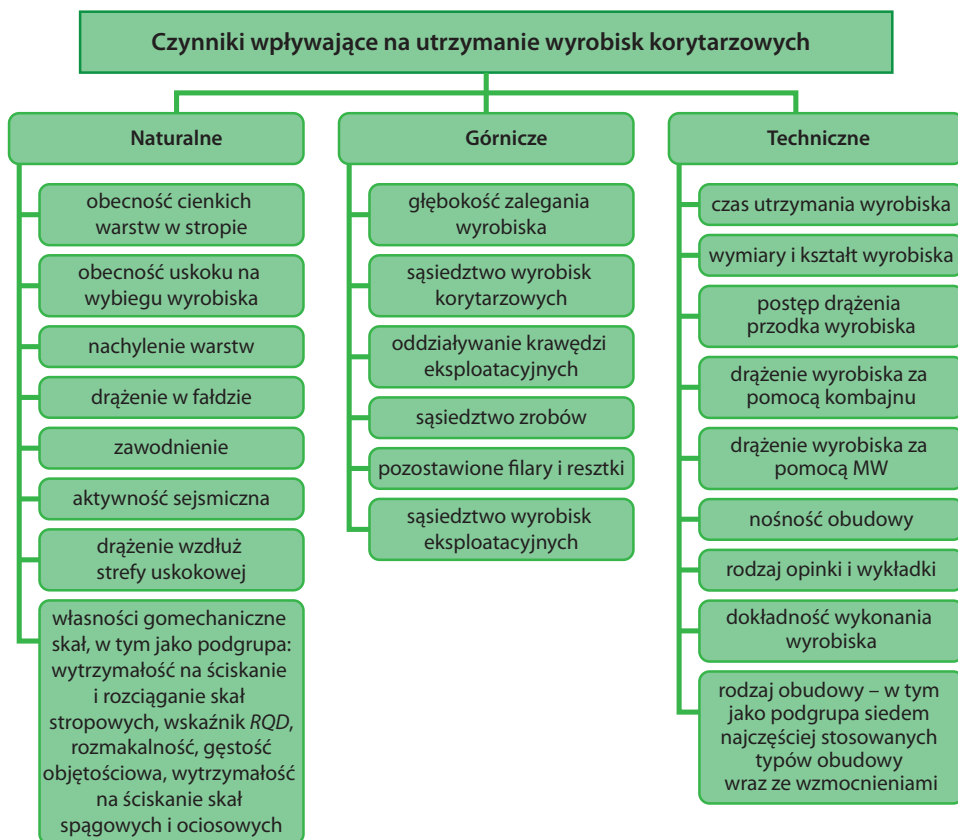 Czynniki wpływające na utrzymanie wyrobisk korytarzowych
Naturalne
obecność cienkich
warstw w stropie
obecność uskoku na
wybiegu wyrobiska
nachylenie warstw
drążenie w fałdzie
zawodnienie
aktywność sejsmiczna
drążenie wzdłuż
strefy uskokowej
własności gomechaniczne
skał, w tym jako podgrupa:
wytrzymałość na ściskanie
i rozciąganie skał
stropowych, wskaźnik RQD,
rozmakalność, gęstość
objętościowa, wytrzymałość
na ściskanie skał
spągowych i ociosowych
Górnicze
głębokość zalegania
wyrobiska
sąsiedztwo wyrobisk
korytarzowych
oddziaływanie krawędzi
eksploatacyjnych
sąsiedztwo zrobów
pozostawione filary i resztki
sąsiedztwo wyrobisk
eksploatacyjnych
Techniczne
czas utrzymania wyrobiska
wymiary i kształt wyrobiska
postęp drążenia
przodka wyrobiska
drążenie wyrobiska za
pomocą kombajnu
drążenie wyrobiska za
pomocą MW
nośność obudowy
rodzaj opinki i wykładki
dokładność wykonania
wyrobiska
rodzaj obudowy – w tym
jako podgrupa siedem
najczęściej stosowanych
typów obudowy
wraz ze wzmocnieniami